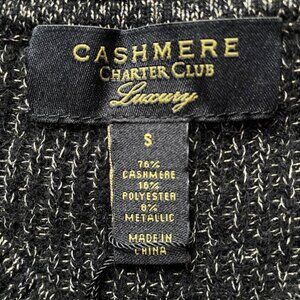 CASHMERE
CHARTER CLUB
Luxury
S
76%
CASHMERE
16%
POLYESTER
8%
METALLIC
MADE IN
CHINA